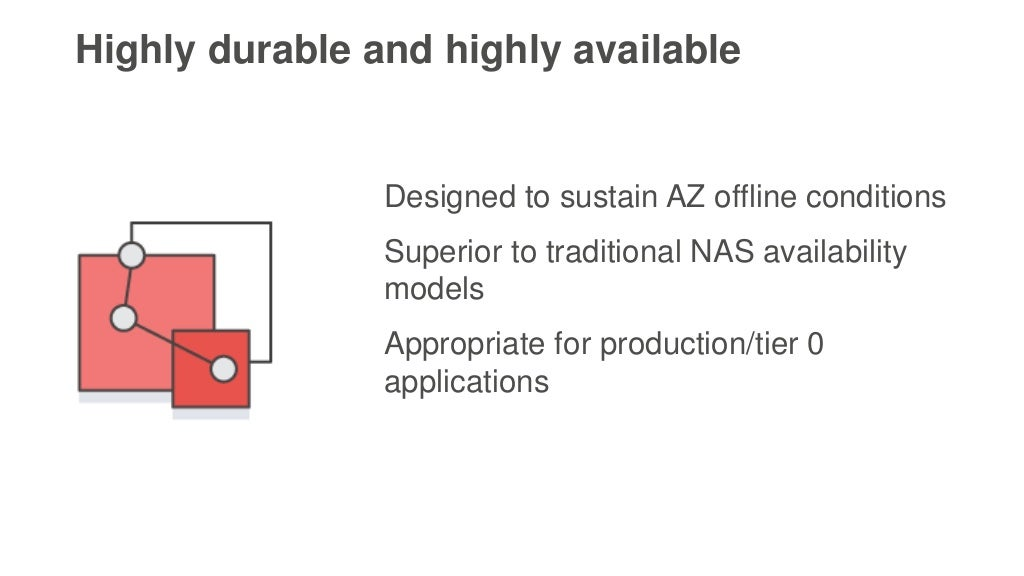 Highly durable and highly available
Designed to sustain AZ offline conditions
Superior to traditional NAS availability
models
Appropriate for production/tier 0
applications